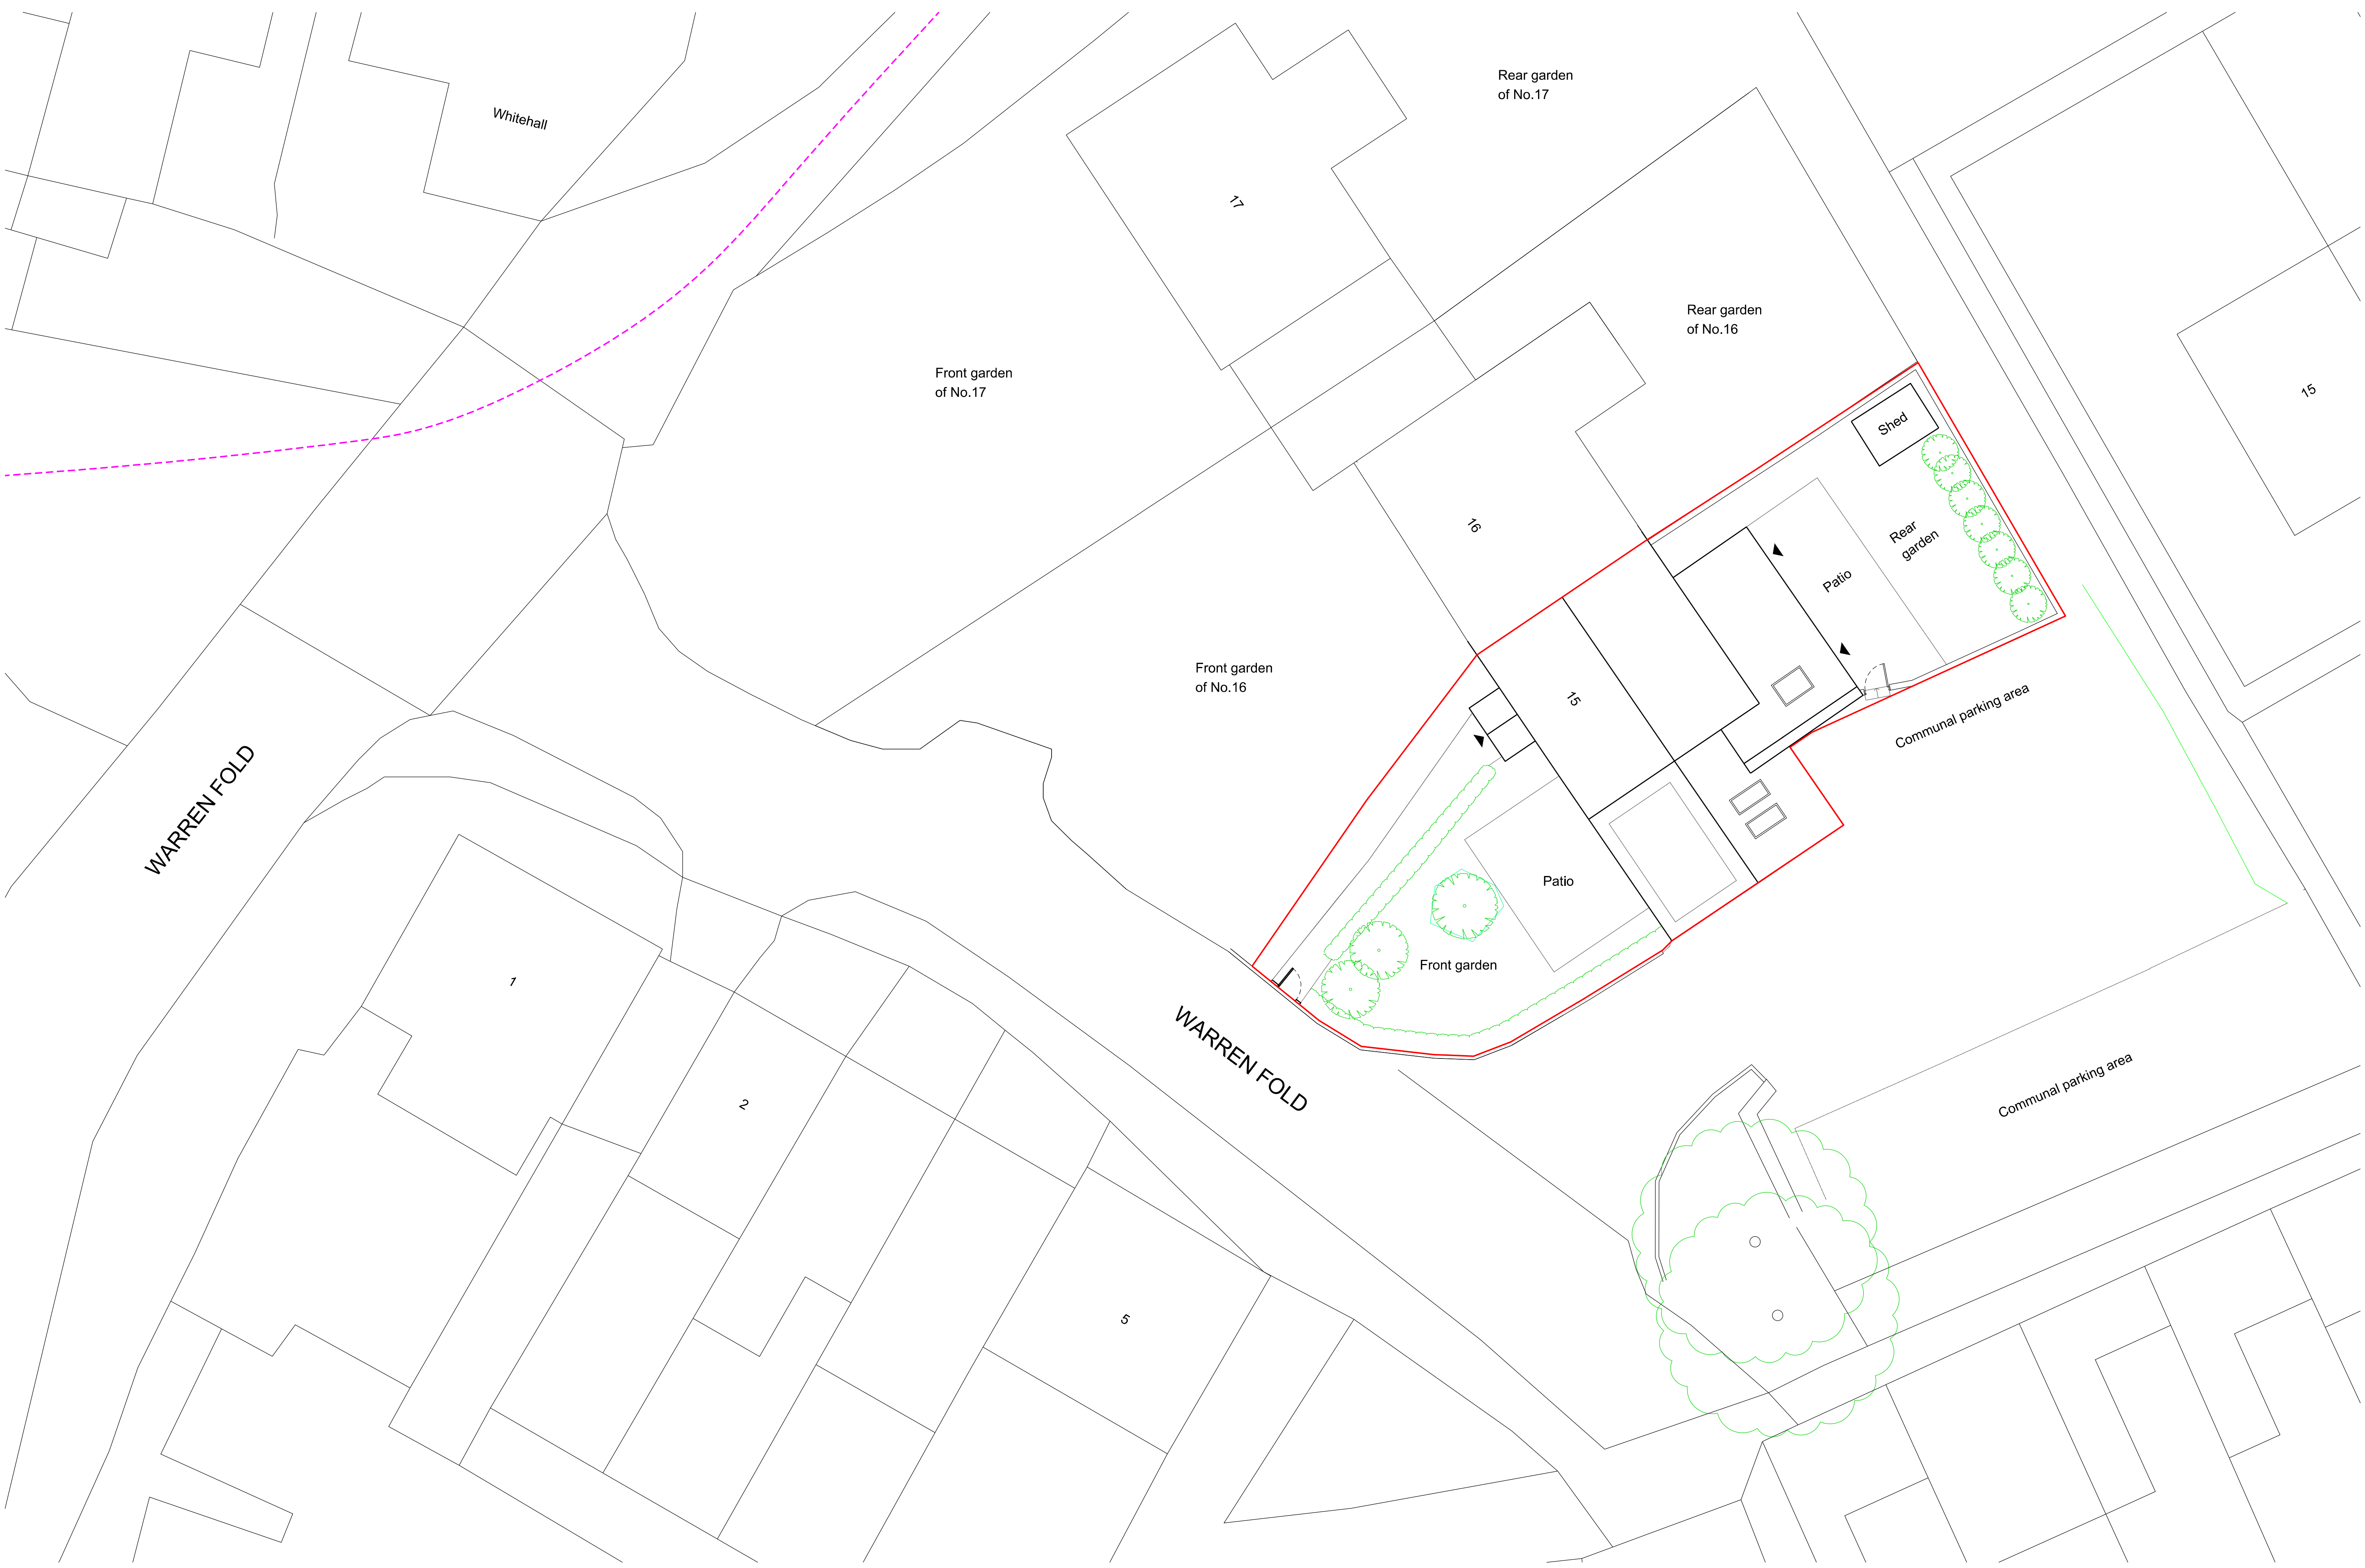 Whitehall
Rear garden
of No.17
17
Rear garden
of No.16
Front garden
of No.17
15
Shed
16
Rear
garden
Patio
Front garden
of No.16
15
Communal parking area
WARREN FOLD
Patio
Front garden
1
WARREN FOLD
2
Communal parking area
5